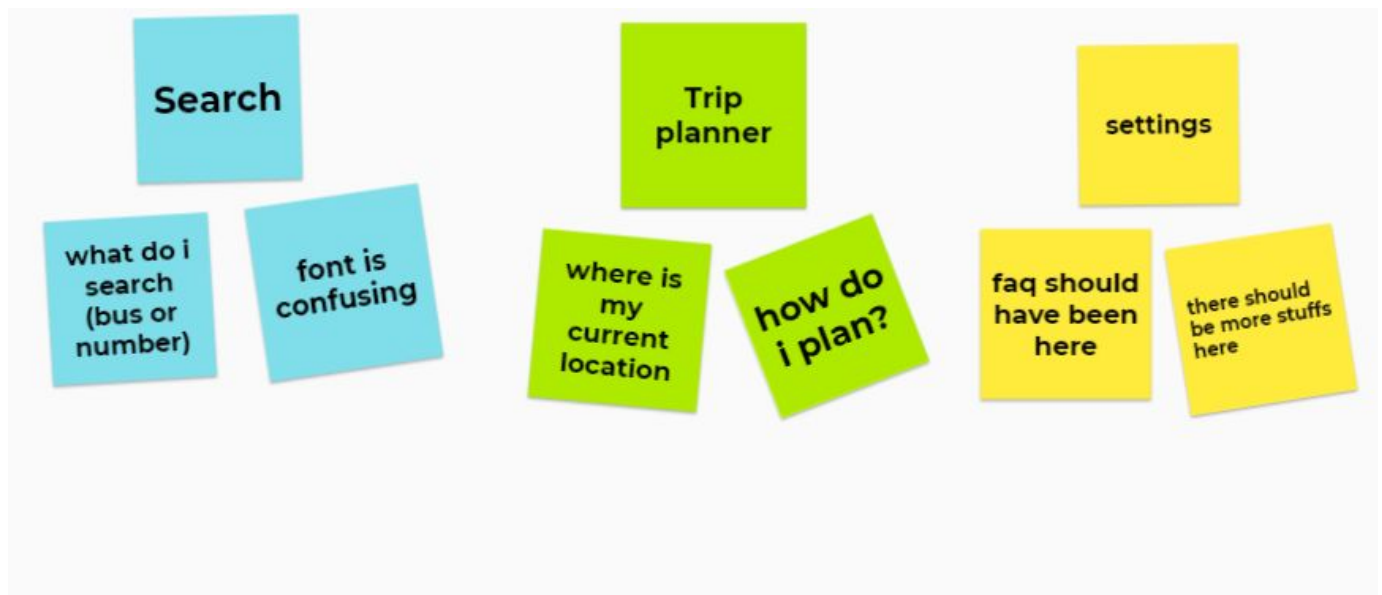 Search
what do i
search
(bus or
number)
font is
confusing
Trip
planner
where is
my
current
location
how do
i plan?
settings
faq should
have been
here
there should
be more stuffs
here